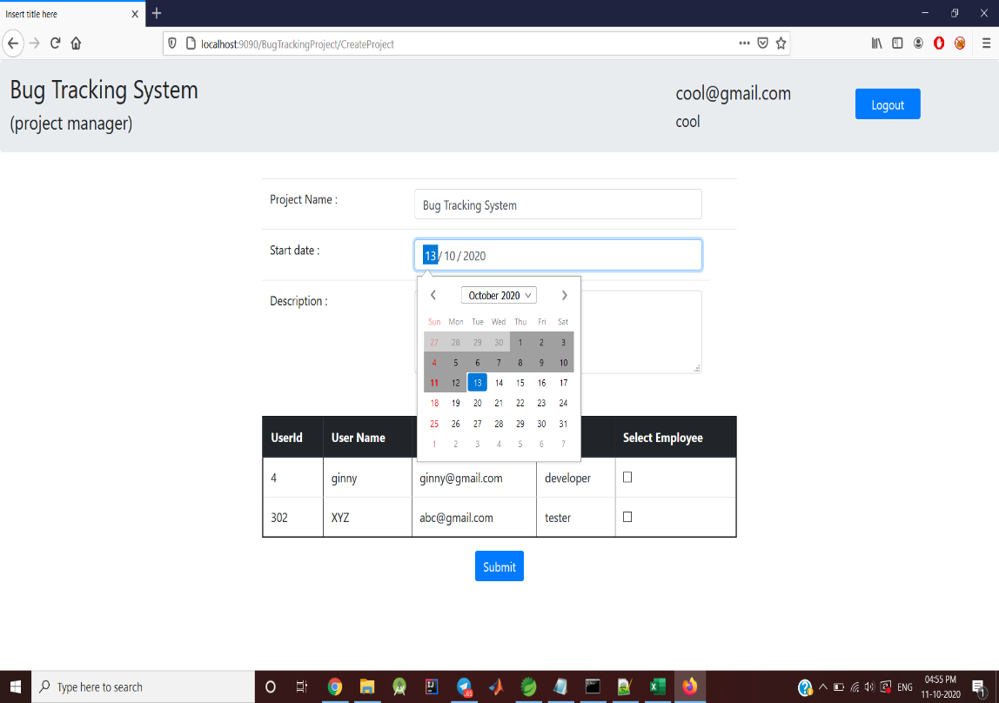 Insert title here
localhost:9090/BugTrackingProject/CreateProject
Bug Tracking System
(project manager)
cool@gmail.com
cool
Logout
Project Name :
Bug Tracking System
Start date :
13 / 10 / 2020
Description :
October 2020
Sun Mon Tue Wed Thu Fri Sat
27 28 29 30 1 2 3
4 5 6 7 8 9 10
11 12 13 14 15 16 17
18 19 20 21 22 23 24
25 26 27 28 29 30 31
1 2 3 4 5 6 7
UserId User Name Select Employee
4 ginny ginny@gmail.com developer
302 XYZ abc@gmail.com tester
Submit
Type here to search
ENG
04:55 PM
11-10-2020